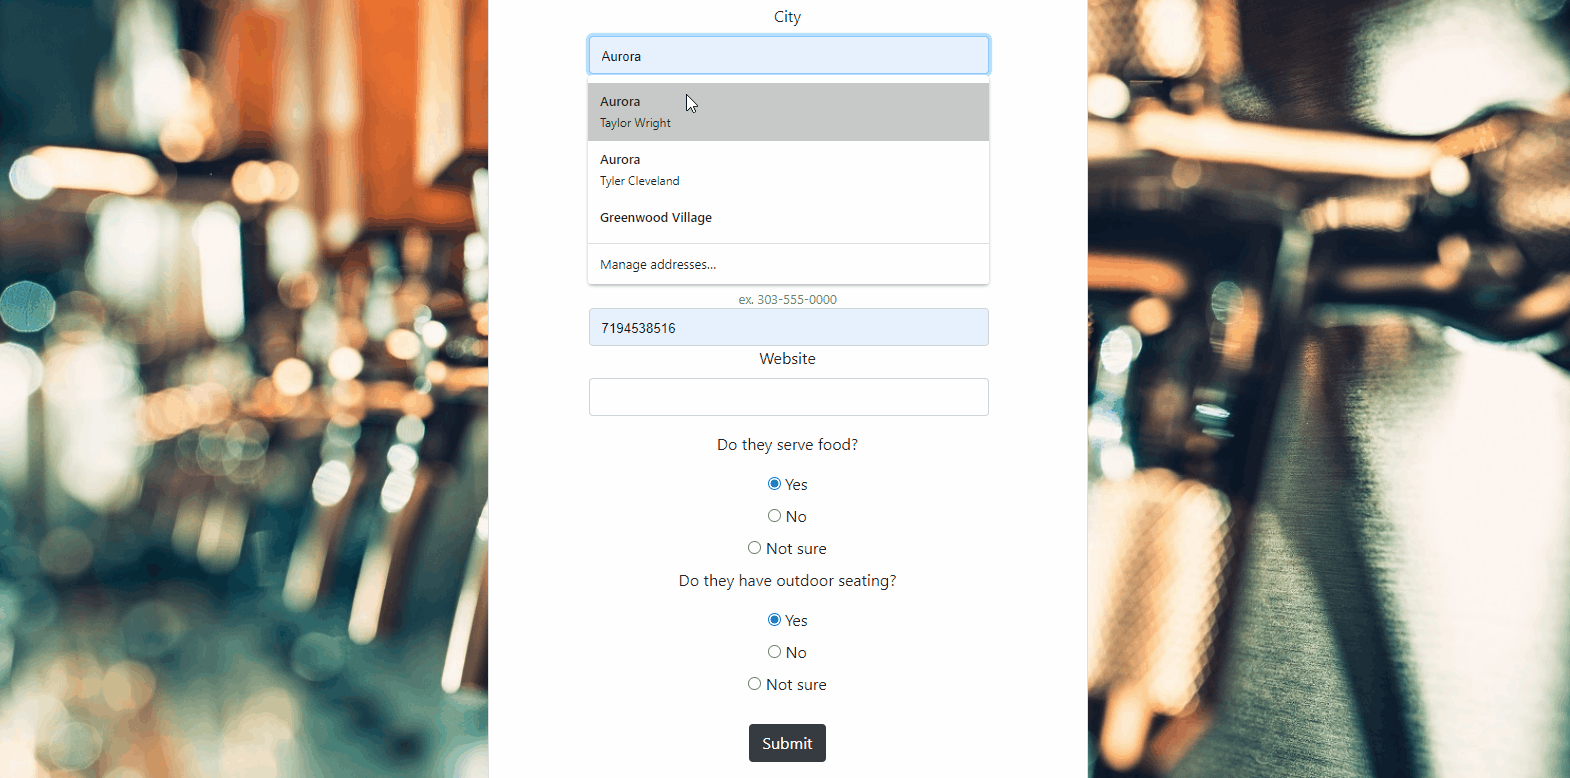 City
Aurora
Aurora
Taylor Wright
Aurora
Tyler Cleveland
Greenwood Village
Manage addresses...
ex. 303-555-0000
7194538516
Website
Do they serve food?
Yes
No
Not sure
Do they have outdoor seating?
Yes
No
Not sure
Submit